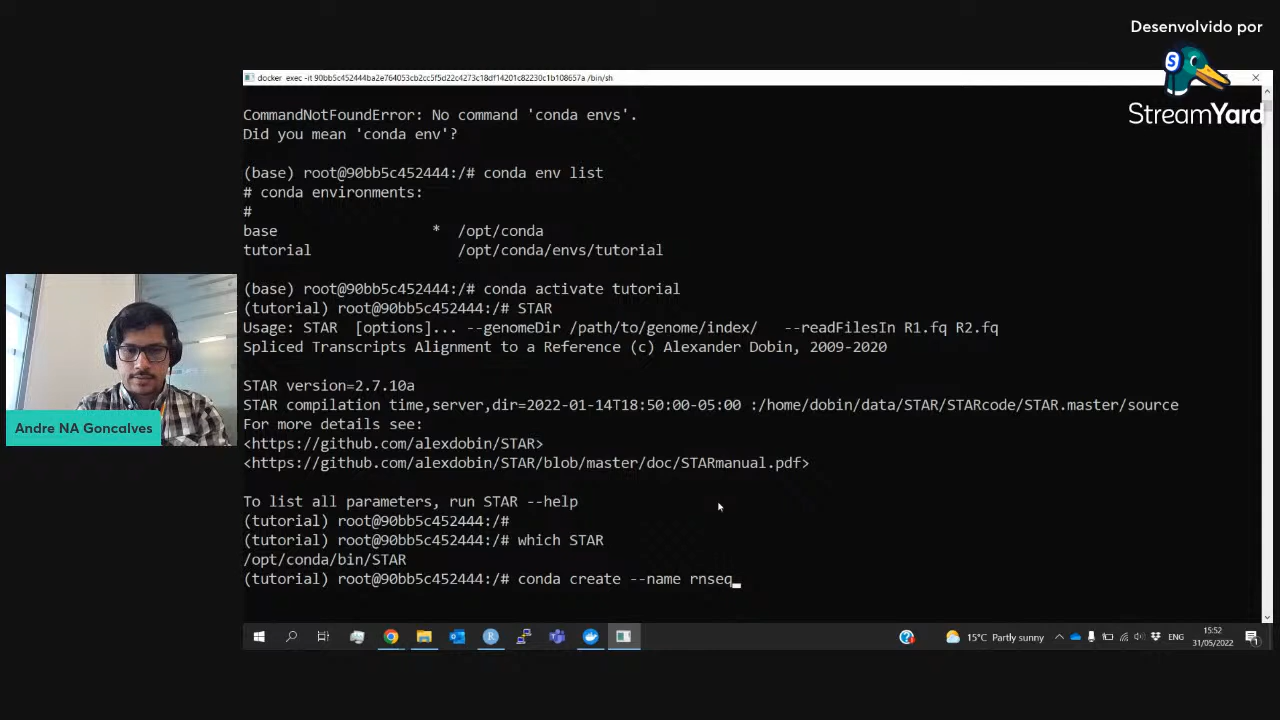 Desenvolvido por
S
StreamYard
docker exec -it 90bb5c452444ba2e764053cb2cc5f5d22c4273c18df14201c82230c1b108657a /bin/sh
CommandNotFoundError: No command 'conda envs'.
Did you mean 'conda env'?
(base) root@90bb5c452444:/# conda env list
# conda environments:
#
base * /opt/conda
tutorial /opt/conda/envs/tutorial
(base) root@90bb5c452444:/# conda activate tutorial
(tutorial) root@90bb5c452444:/# STAR
Usage: STAR [options]... --genomeDir /path/to/genome/index/ --readFilesIn R1.fq R2.fq
Spliced Transcripts Alignment to a Reference (c) Alexander Dobin, 2009-2020
STAR version=2.7.10a
STAR compilation time,server,dir=2022-01-14T18:50:00-05:00 :/home/dobin/data/STAR/STARcode/STAR.master/source
For more details see:
<https://github.com/alexdobin/STAR>
<https://github.com/alexdobin/STAR/blob/master/doc/STARmanual.pdf>
To list all parameters, run STAR --help
(tutorial) root@90bb5c452444:/#
(tutorial) root@90bb5c452444:/# which STAR
/opt/conda/bin/STAR
(tutorial) root@90bb5c452444:/# conda create --name rnseq_
Andre NA Goncalves
15°C Partly sunny
ENG
15:52
31/05/2022